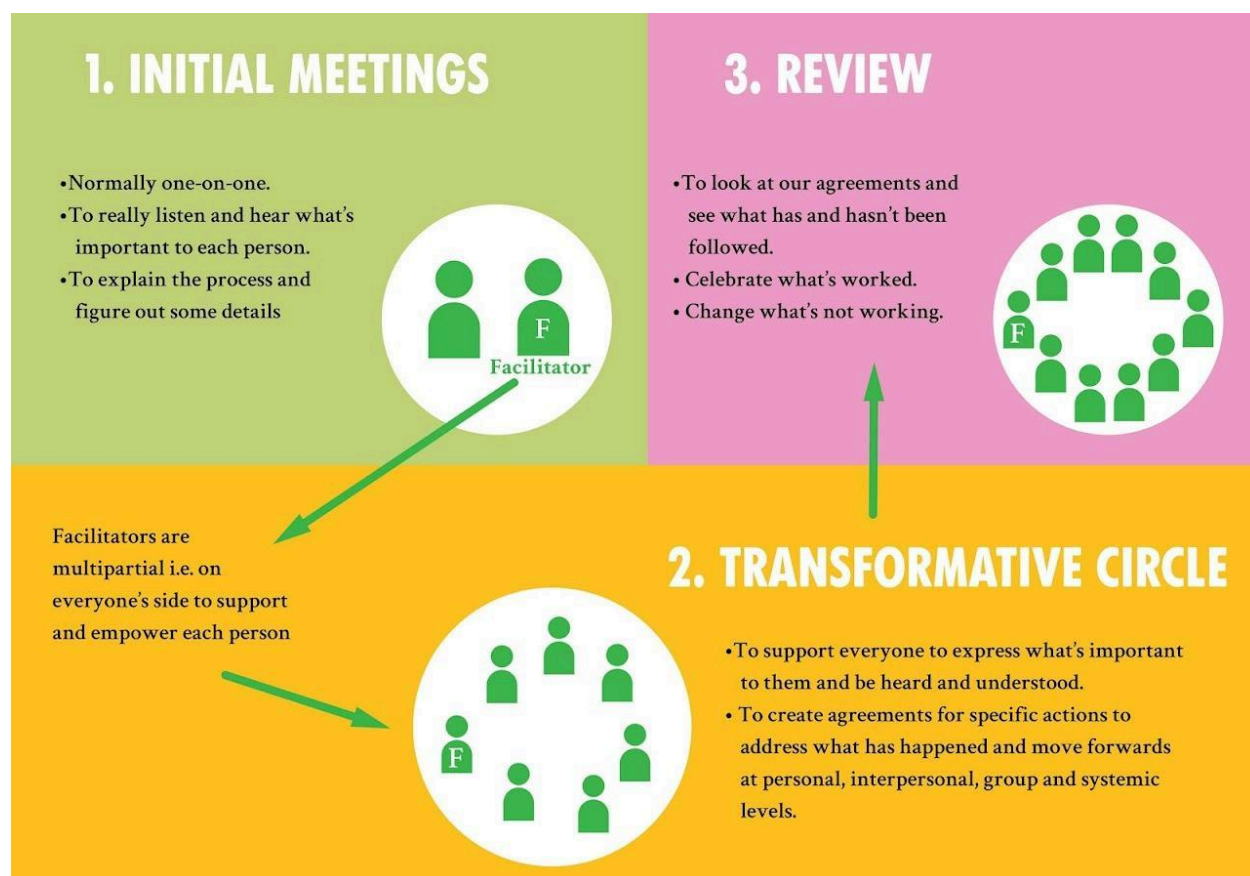 1. INITIAL MEETINGS
•Normally one-on-one.
•To really listen and hear what’s
important to each person.
•To explain the process and
figure out some details
F
Facilitator
Facilitators are
multipartial i.e. on
everyone’s side to support
and empower each person
F
2. TRANSFORMATIVE CIRCLE
•To support everyone to express what’s important
to them and be heard and understood.
• To create agreements for specific actions to
address what has happened and move forwards
at personal, interpersonal, group and systemic
levels.
3. REVIEW
•To look at our agreements and
see what has and hasn’t been
followed.
• Celebrate what’s worked.
• Change what’s not working.
F